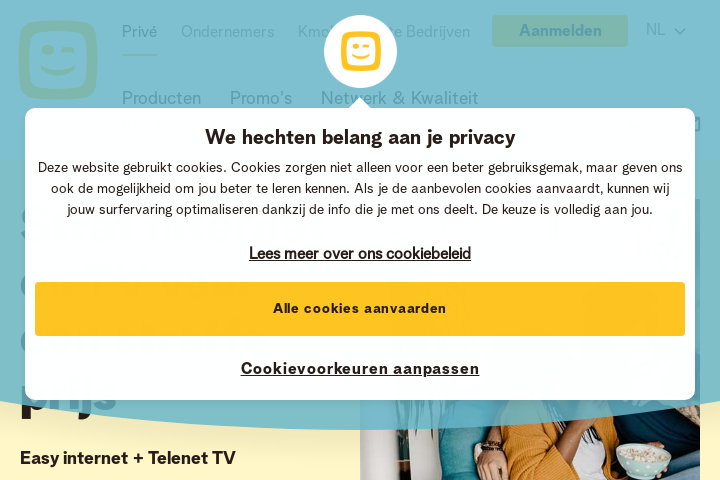 Privé
Ondernemers
Bedrijven
Aanmelden
NL
Producten
Promo's
Netwerk & Kwaliteit
We hechten belang aan je privacy
Deze website gebruikt cookies. Cookies zorgen niet alleen voor een beter gebruiksgemak, maar geven ons
ook de mogelijkheid om jou beter te leren kennen. Als je de aanbevolen cookies aanvaardt, kunnen wij
jouw surfervaring optimaliseren dankzij de info die je met ons deelt. De keuze is volledig aan jou.
Lees meer over ons cookiebeleid
Alle cookies aanvaarden
Cookievoorkeuren aanpassen
prijs
Easy internet + Telenet TV